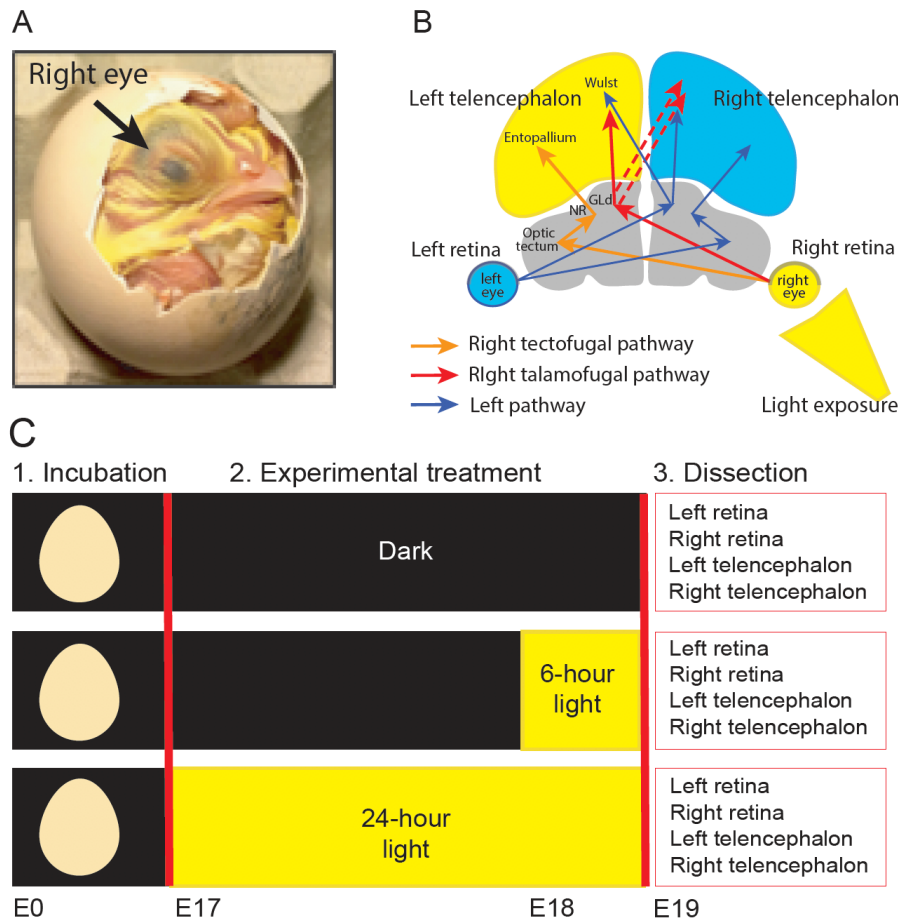 A
Right eye
B
Left telencephalon
Wulst
Right telencephalon
Entopallium
GLd
NR
Optic
tectum
Left retina
Right retina
left
eye
right
eye
Right tectofugal pathway
RIght talamofugal pathway
Left pathway
Light exposure
C
1. Incubation
2. Experimental treatment
3. Dissection
Dark
Left retina
Right retina
Left telencephalon
Right telencephalon
6-hour
light
Left retina
Right retina
Left telencephalon
Right telencephalon
24-hour
light
Left retina
Right retina
Left telencephalon
Right telencephalon
E0
E17
E18
E19